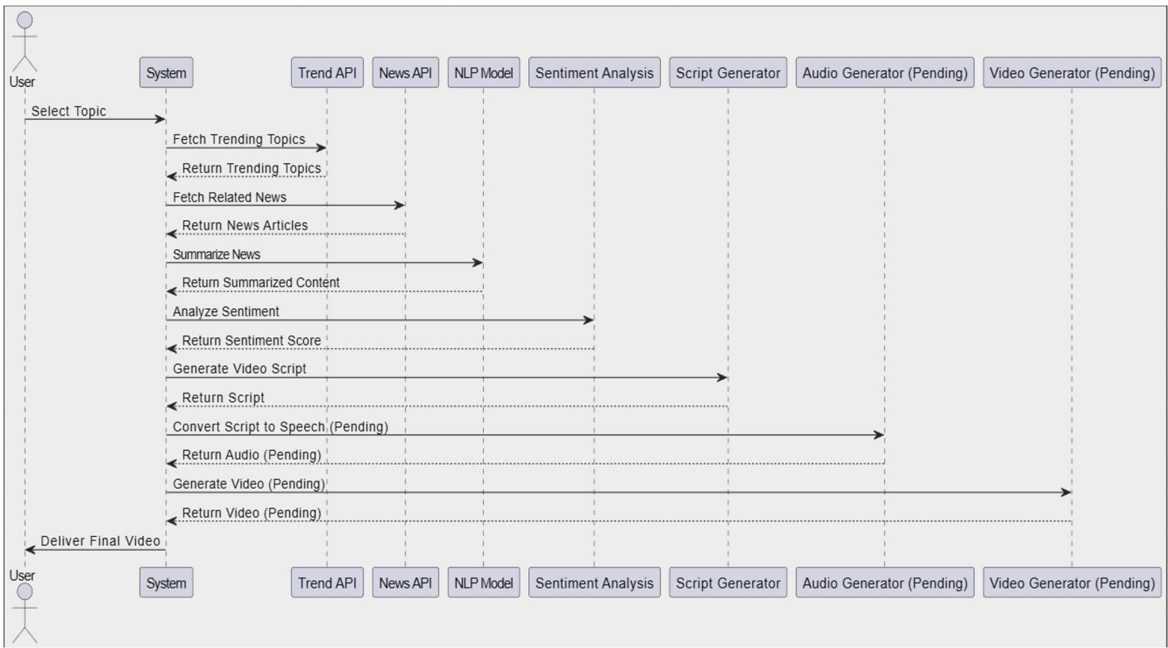 User
System
Trend API
News API
NLP Model
Sentiment Analysis
Script Generator
Audio Generator (Pending)
Video Generator (Pending)
Select Topic
Fetch Trending Topics
Return Trending Topics
Fetch Related News
Return News Articles
Summarize News
Return Summarized Content
Analyze Sentiment
Return Sentiment Score
Generate Video Script
Return Script
Convert Script to Speech (Pending)
Return Audio (Pending)
Generate Video (Pending)
Return Video (Pending)
Deliver Final Video
User
System
Trend API
News API
NLP Model
Sentiment Analysis
Script Generator
Audio Generator (Pending)
Video Generator (Pending)